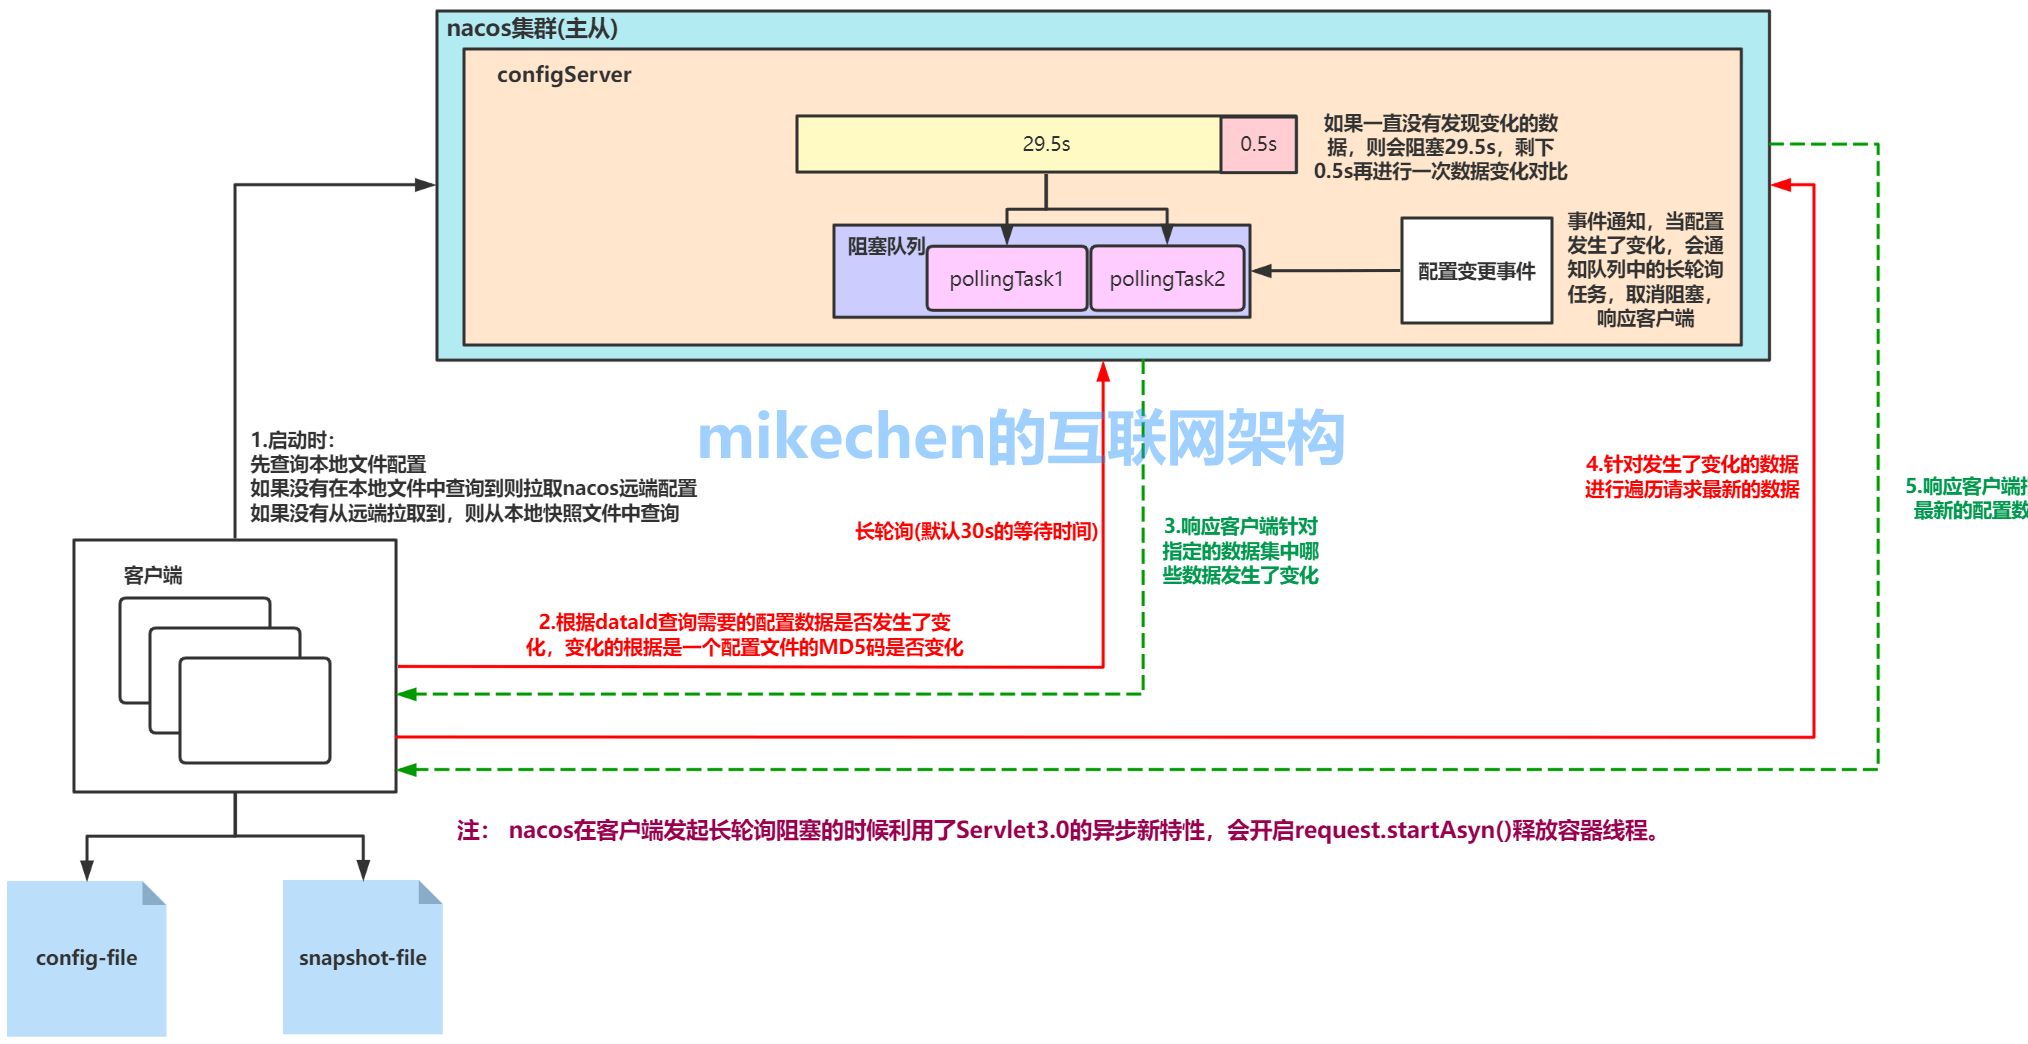 nacos集群(主从)
configServer
29.5s
0.5s
如果一直没有发现变化的数
据，则会阻塞29.5s，剩下
0.5s再进行一次数据变化对比
阻塞队列
pollingTask1
pollingTask2
配置变更事件
事件通知，当配置
发生了变化，会通
知队列中的长轮询
任务，取消阻塞，
响应客户端
mikechen的互联网架构
1.启动时：
先查询本地文件配置
如果没有在本地文件中查询到则拉取nacos远端配置
如果没有从远端拉取到，则从本地快照文件中查询
长轮询(默认30s的等待时间)
3.响应客户端针对
指定的数据集中哪
些数据发生了变化
4.针对发生了变化的数据
进行遍历请求最新的数据
5.响应客户端
最新的配置数
客户端
2.根据dataId查询需要的配置数据是否发生了变
化，变化的根据是一个配置文件的MD5码是否变化
注： nacos在客户端发起长轮询阻塞的时候利用了Servlet3.0的异步新特性，会开启request.startAsyn()释放容器线程。
config-file
snapshot-file